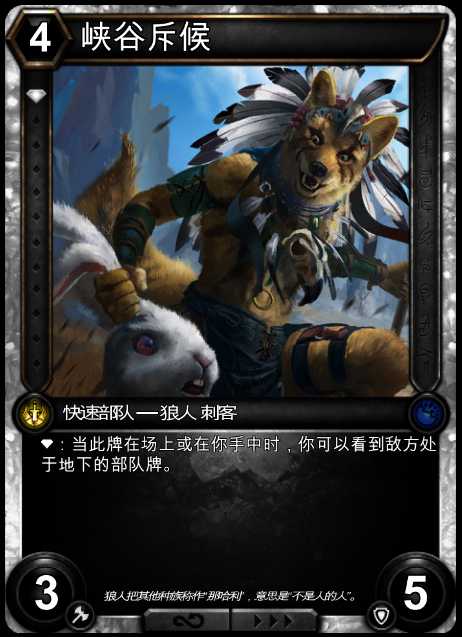 4
峡谷斥候
快速部队 — 狼人 刺客
：当此牌在场上或在你手中时，你可以看到敌方处
于地下的部队牌。
3
5
狼人把其他种族称作“那哈利”，意思是“不是人的人”。